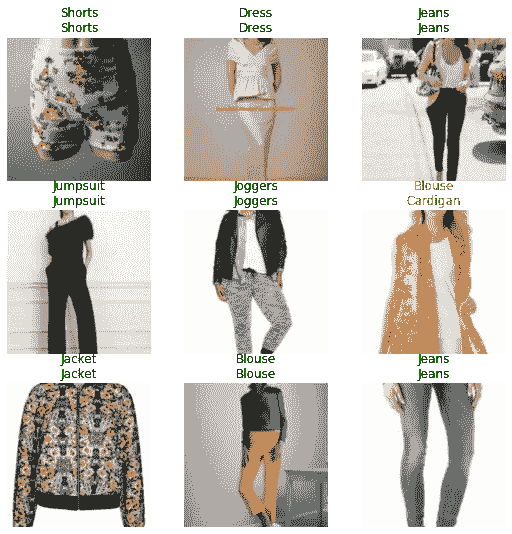 Shorts
Shorts
Dress
Dress
Jeans
Jeans
Jumpsuit
Jumpsuit
Joggers
Joggers
Blouse
Cardigan
Jacket
Jacket
Blouse
Blouse
Jeans
Jeans